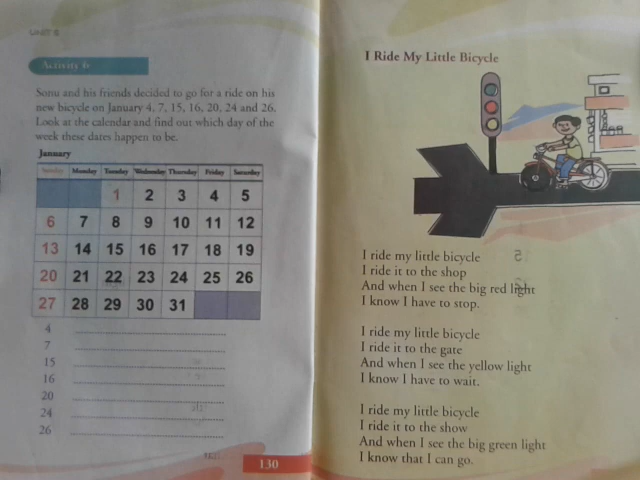 UNIT 6
Activity 6
Sonu and his friends decided to go for a ride on his
new bicycle on January 4, 7, 15, 16, 20, 24 and 26.
Look at the calendar and find out which day of the
week these dates happen to be.
January
Sunday Monday Tuesday Wednesday Thursday Friday Saturday
1 2 3 4 5
6 7 8 9 10 11 12
13 14 15 16 17 18 19
20 21 22 23 24 25 26
27 28 29 30 31
4
7
15
16
20
24
26
130
I Ride My Little Bicycle
I ride my little bicycle
I ride it to the shop
And when I see the big red light
I know I have to stop.
I ride my little bicycle
I ride it to the gate
And when I see the yellow light
I know I have to wait.
I ride my little bicycle
I ride it to the show
And when I see the big green light
I know that I can go.